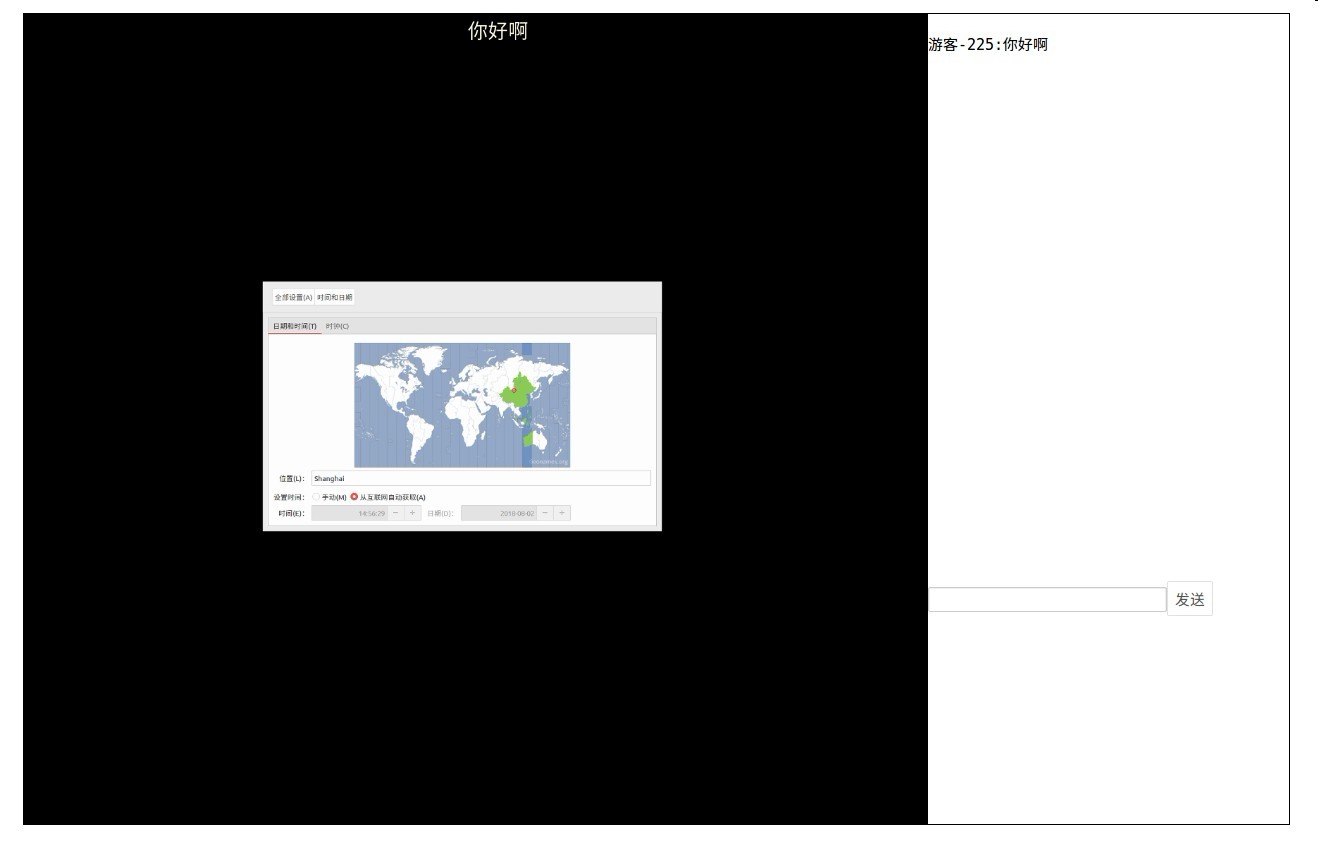 你好啊
游客-225:你好啊
全部设置(A) 时间和日期
日期和时间(T) 时钟(C)
位置(L): Shanghai
设置时间: 手动(M) 从互联网自动获取(A)
时间(E): 14:56:29 − + 日期(D): 2018-08-02 − +
发送